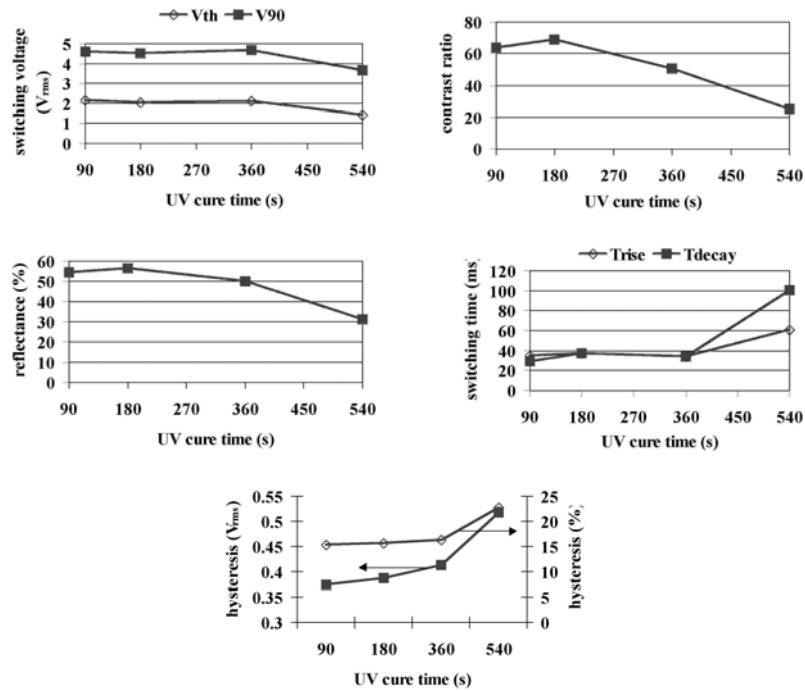 Vth V90
switching voltage
(Vrms)
5
4
3
2
1
0
90 180 270 360 450 540
UV cure time (s)
contrast ratio
80
60
40
20
0
90 180 270 360 450 540
UV cure time (s)
reflectance (%)
60
50
40
30
20
10
0
90 180 270 360 450 540
UV cure time (s)
Trise Tdecay
switching time (ms)
120
100
80
60
40
20
0
90 180 270 360 450 540
UV cure time (s)
hysteresis (Vrms)
0.55
0.5
0.45
0.4
0.35
0.3
25
20
15
10
5
0
hysteresis (%)
90 180 360 540
UV cure time (s)